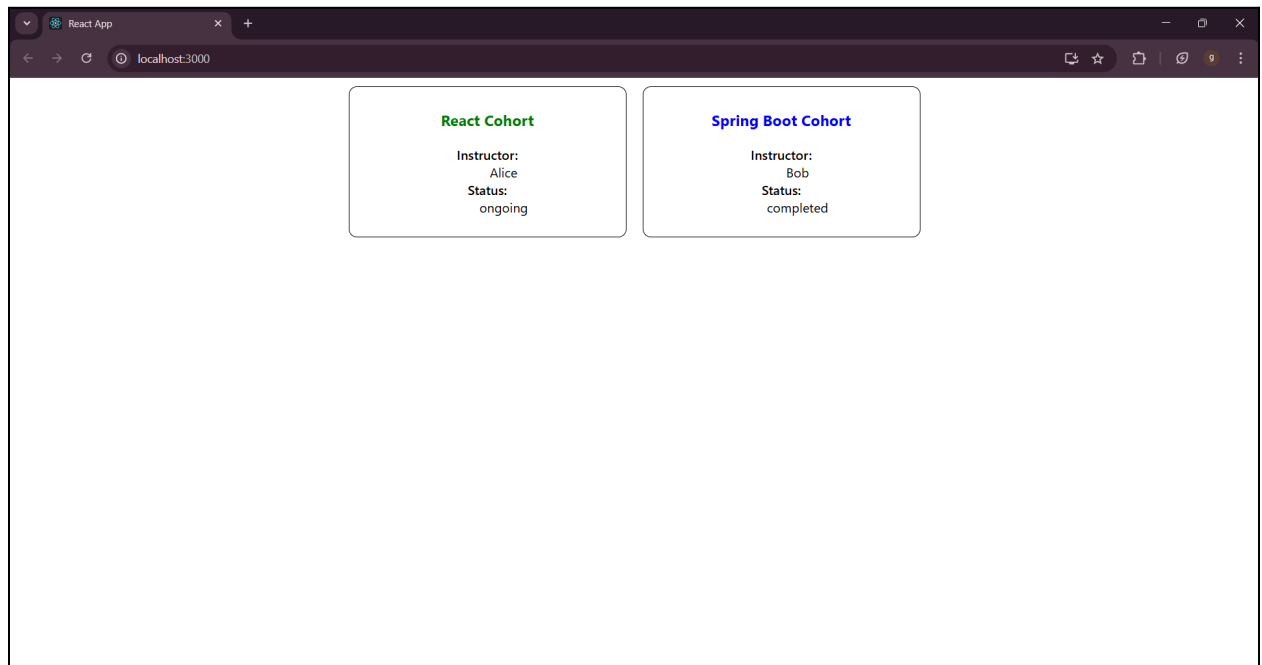 React App
localhost:3000
g
React Cohort
Instructor:
Alice
Status:
ongoing
Spring Boot Cohort
Instructor:
Bob
Status:
completed